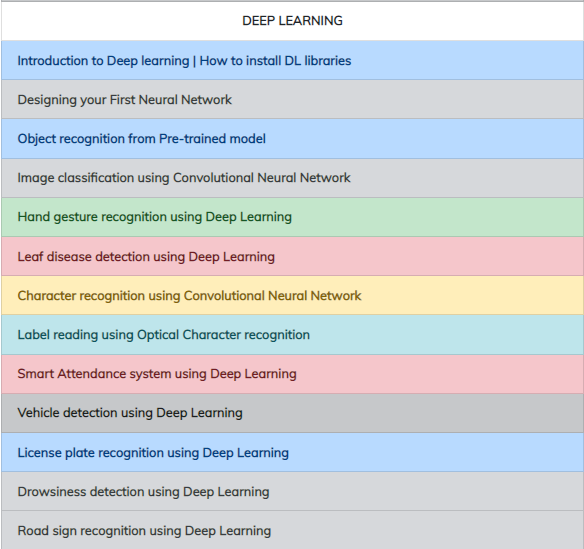 DEEP LEARNING
Introduction to Deep learning | How to install DL libraries
Designing your First Neural Network
Object recognition from Pre-trained model
Image classification using Convolutional Neural Network
Hand gesture recognition using Deep Learning
Leaf disease detection using Deep Learning
Character recognition using Convolutional Neural Network
Label reading using Optical Character recognition
Smart Attendance system using Deep Learning
Vehicle detection using Deep Learning
License plate recognition using Deep Learning
Drowsiness detection using Deep Learning
Road sign recognition using Deep Learning